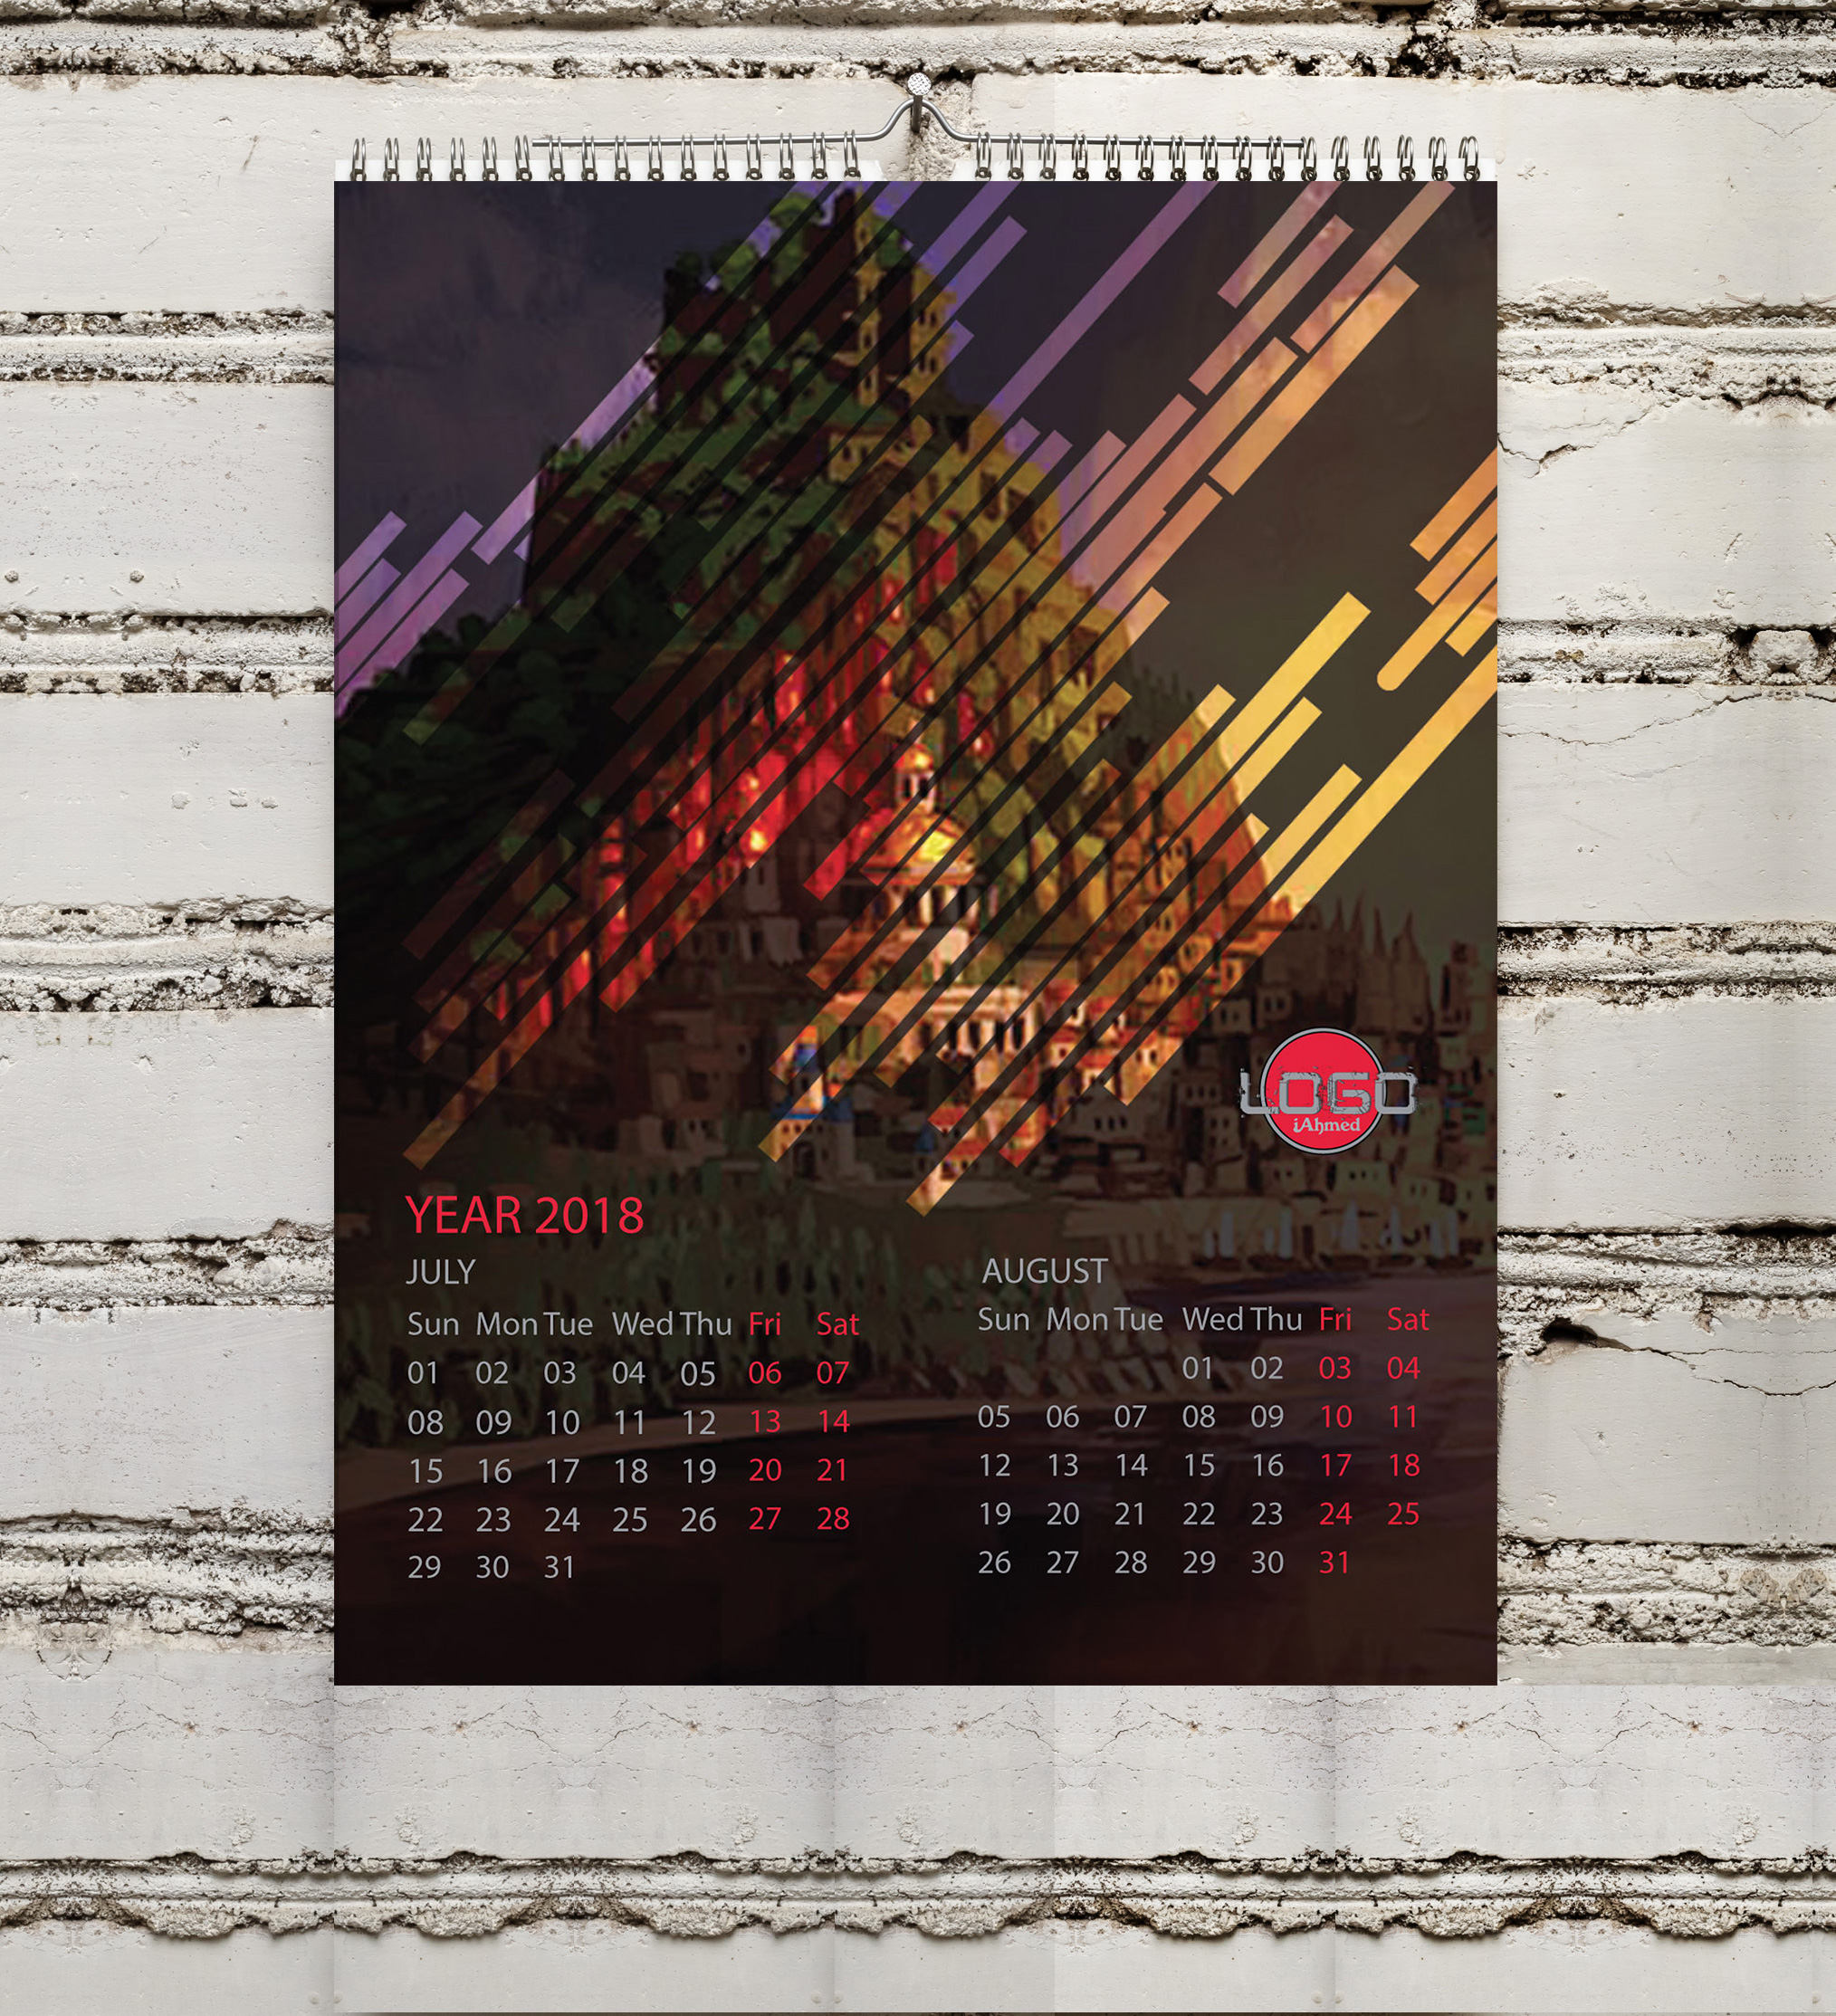 LOGO
iAhmed
YEAR 2018
JULY
Sun Mon Tue Wed Thu Fri Sat
01 02 03 04 05 06 07
08 09 10 11 12 13 14
15 16 17 18 19 20 21
22 23 24 25 26 27 28
29 30 31
AUGUST
Sun Mon Tue Wed Thu Fri Sat
01 02 03 04
05 06 07 08 09 10 11
12 13 14 15 16 17 18
19 20 21 22 23 24 25
26 27 28 29 30 31